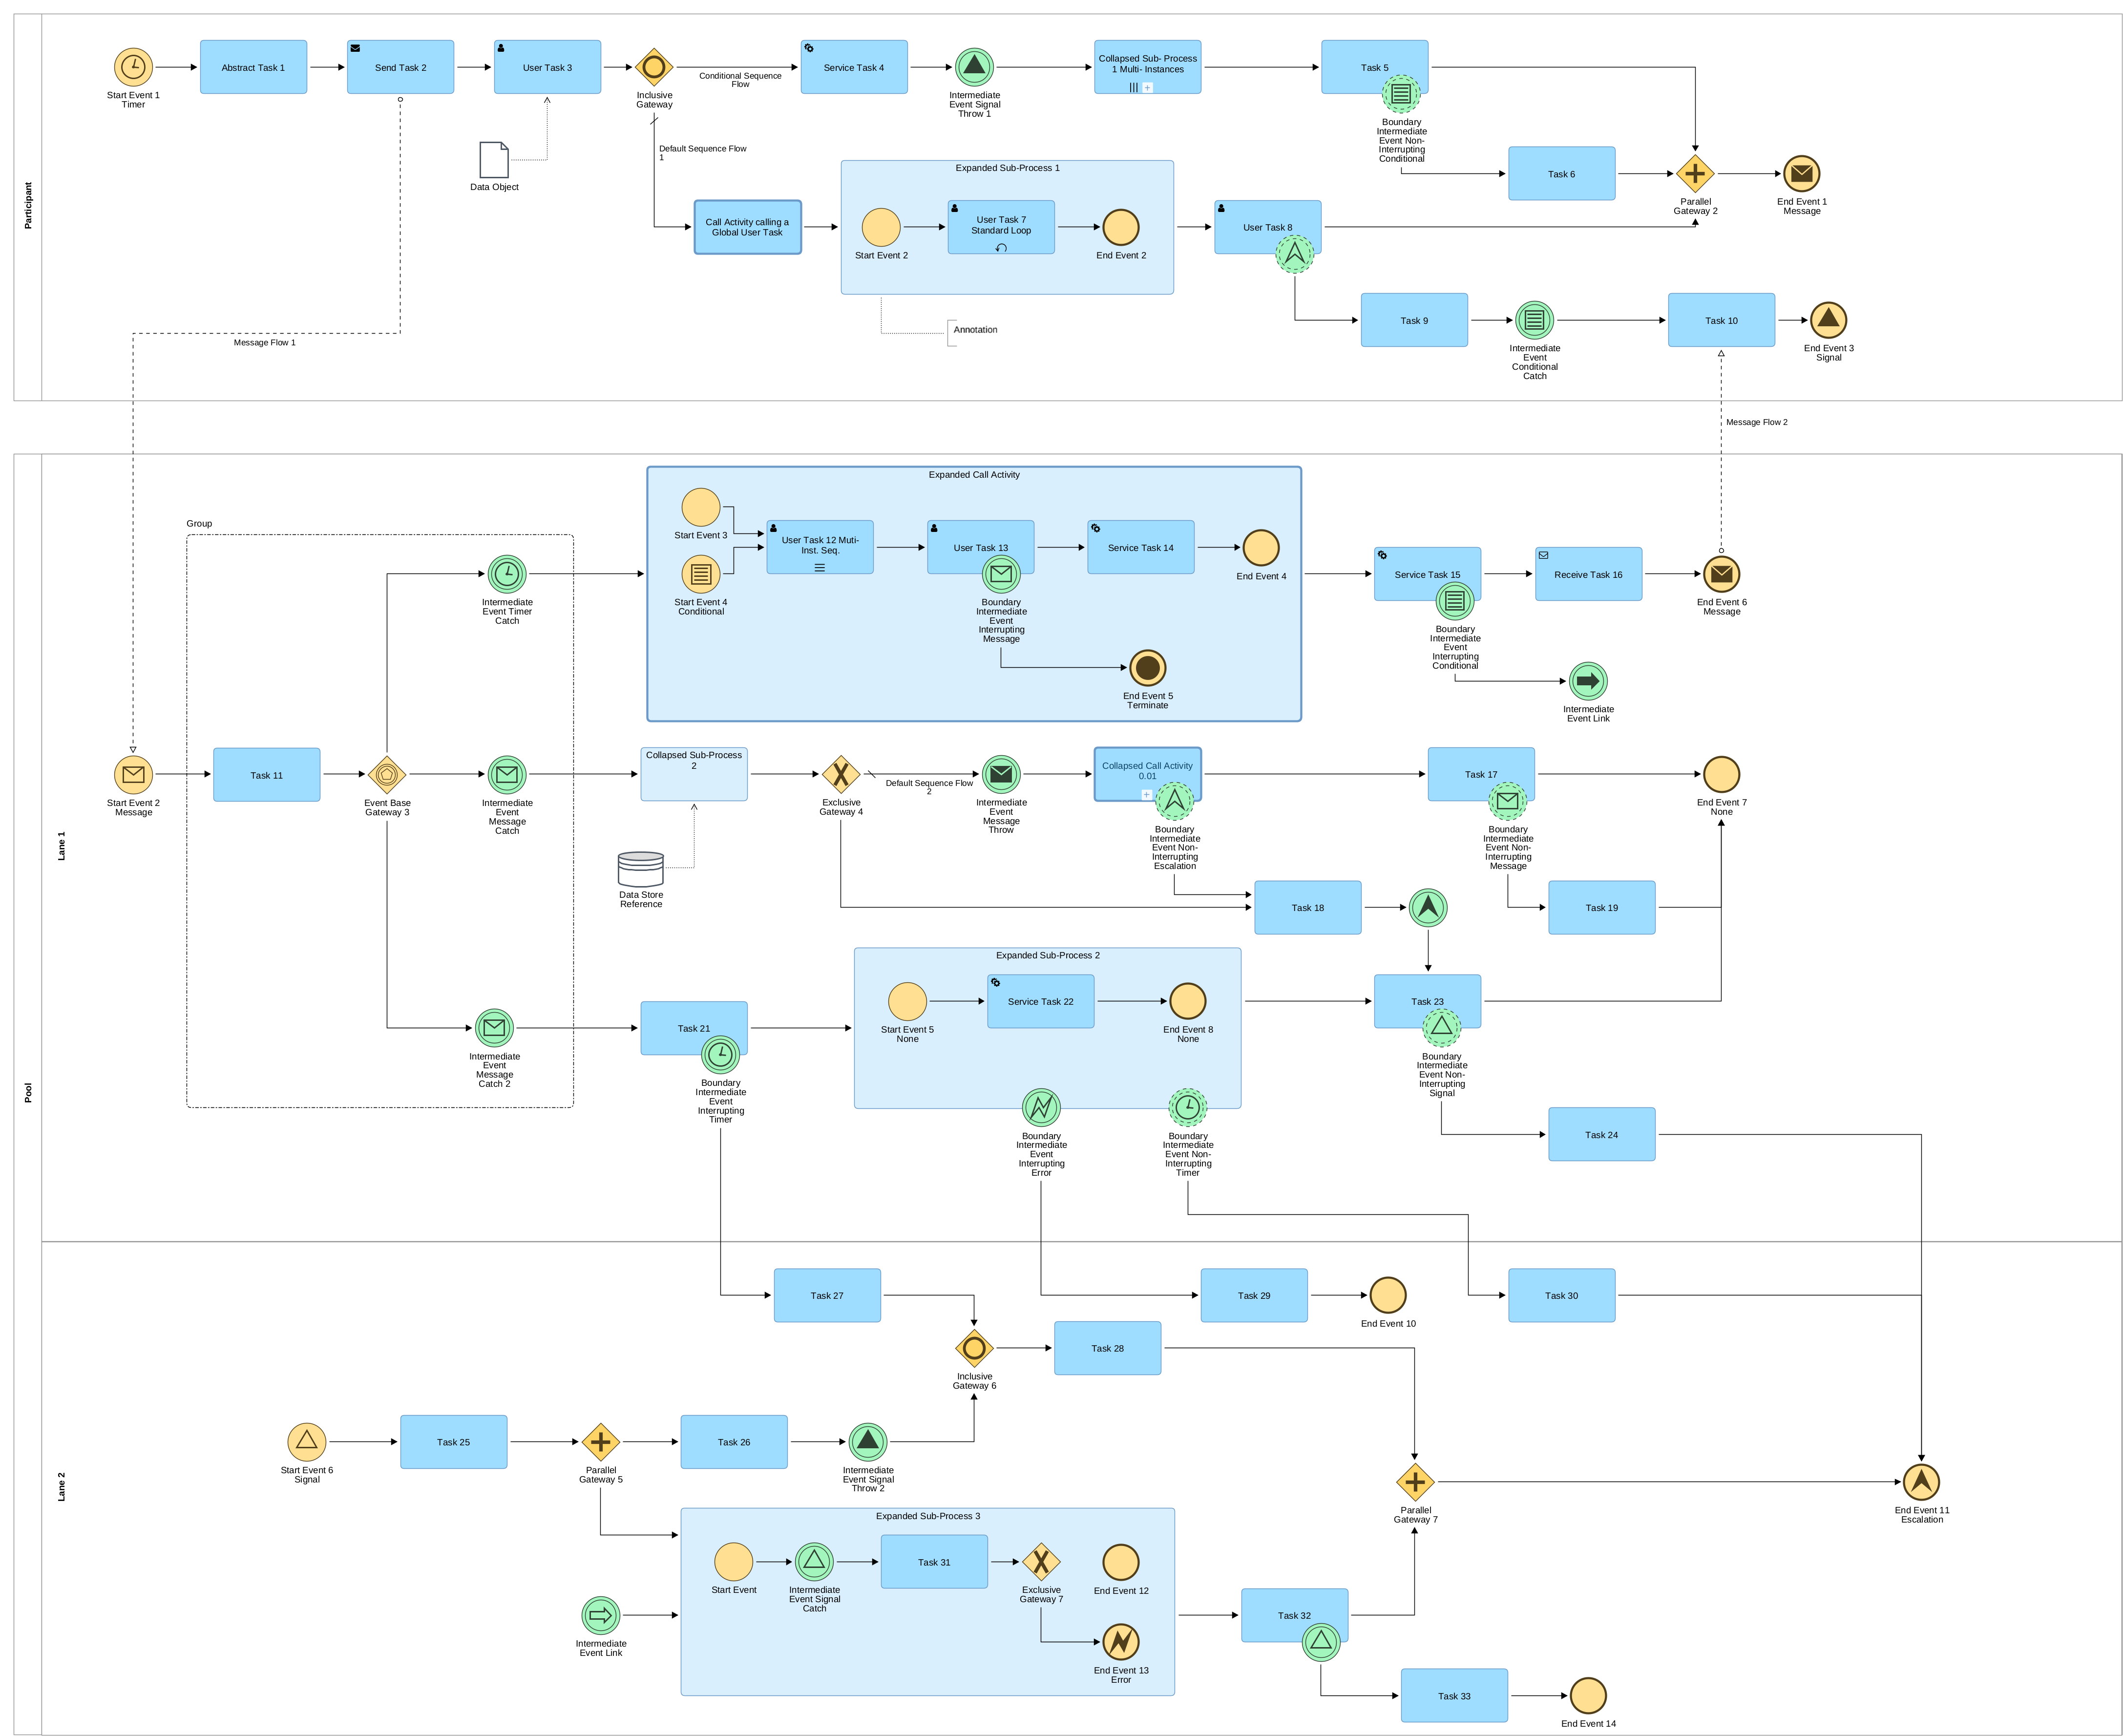 Participant
Start Event 1
Timer
Abstract Task 1
Send Task 2
User Task 3
Inclusive
Gateway
Conditional Sequence
Flow
Service Task 4
Intermediate
Event Signal
Throw 1
Collapsed Sub- Process
1 Multi- Instances
Task 5
Boundary
Intermediate
Event Non-
Interrupting
Conditional
Data Object
Default Sequence Flow
1
Task 6
Parallel
Gateway 2
End Event 1
Message
Call Activity calling a
Global User Task
Expanded Sub-Process 1
Start Event 2
User Task 7
Standard Loop
End Event 2
User Task 8
Annotation
Message Flow 1
Task 9
Intermediate
Event
Conditional
Catch
Task 10
End Event 3
Signal
Message Flow 2
Pool
Lane 1
Group
Expanded Call Activity
Start Event 3
Start Event 4
Conditional
User Task 12 Muti-
Inst. Seq.
User Task 13
Boundary
Intermediate
Event
Interrupting
Message
Service Task 14
End Event 4
End Event 5
Terminate
Intermediate
Event Timer
Catch
Service Task 15
Boundary
Intermediate
Event
Interrupting
Conditional
Receive Task 16
End Event 6
Message
Intermediate
Event Link
Start Event 2
Message
Task 11
Event Base
Gateway 3
Intermediate
Event
Message
Catch
Collapsed Sub-Process
2
Data Store
Reference
Exclusive
Gateway 4
Default Sequence Flow
2
Intermediate
Event
Message
Throw
Collapsed Call Activity
0.01
Boundary
Intermediate
Event Non-
Interrupting
Escalation
Task 17
Boundary
Intermediate
Event Non-
Interrupting
Message
End Event 7
None
Task 18
Task 19
Intermediate
Event
Message
Catch 2
Task 21
Boundary
Intermediate
Event
Interrupting
Timer
Expanded Sub-Process 2
Start Event 5
None
Service Task 22
End Event 8
None
Boundary
Intermediate
Event
Interrupting
Error
Boundary
Intermediate
Event Non-
Interrupting
Timer
Task 23
Boundary
Intermediate
Event Non-
Interrupting
Signal
Task 24
Lane 2
Task 27
Task 29
End Event 10
Task 30
Inclusive
Gateway 6
Task 28
Start Event 6
Signal
Task 25
Parallel
Gateway 5
Task 26
Intermediate
Event Signal
Throw 2
Parallel
Gateway 7
End Event 11
Escalation
Expanded Sub-Process 3
Start Event
Intermediate
Event Signal
Catch
Task 31
Exclusive
Gateway 7
End Event 12
End Event 13
Error
Intermediate
Event Link
Task 32
Task 33
End Event 14